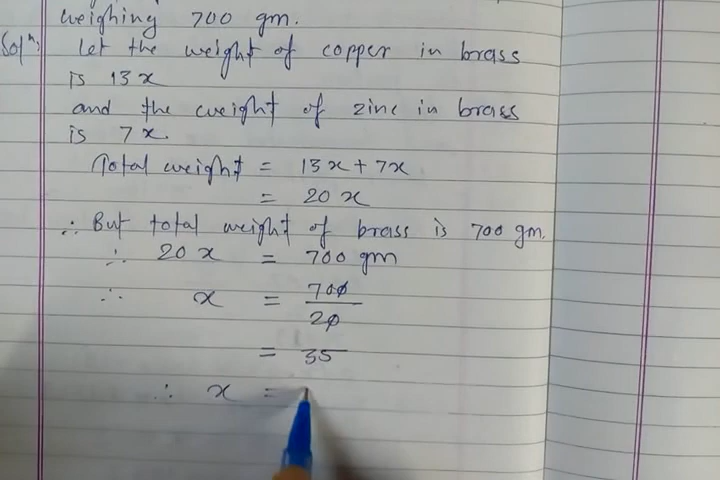 weighing 700 gm.
Solⁿ: Let the weight of copper in brass
is 13x
and the weight of zinc in brass
is 7x.
Total weight = 13x + 7x
= 20x
∴ But total weight of brass is 700 gm.
∴ 20x = 700 gm
∴ x = 700/20
= 35
∴ x =